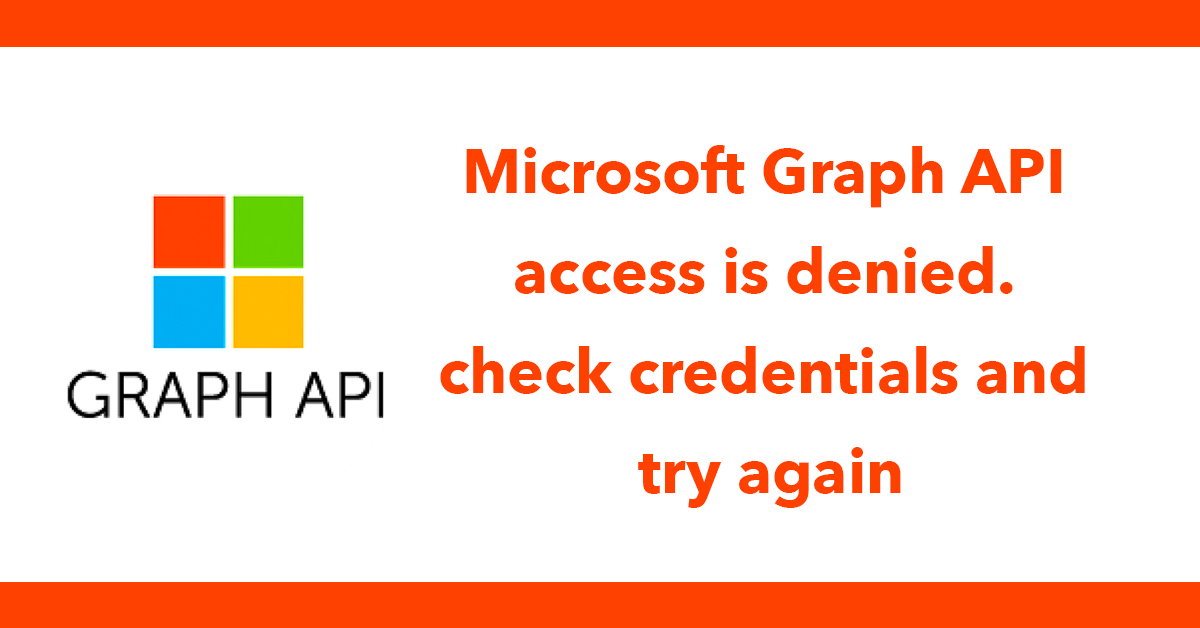 GRAPH API
Microsoft Graph API
access is denied.
check credentials and
try again